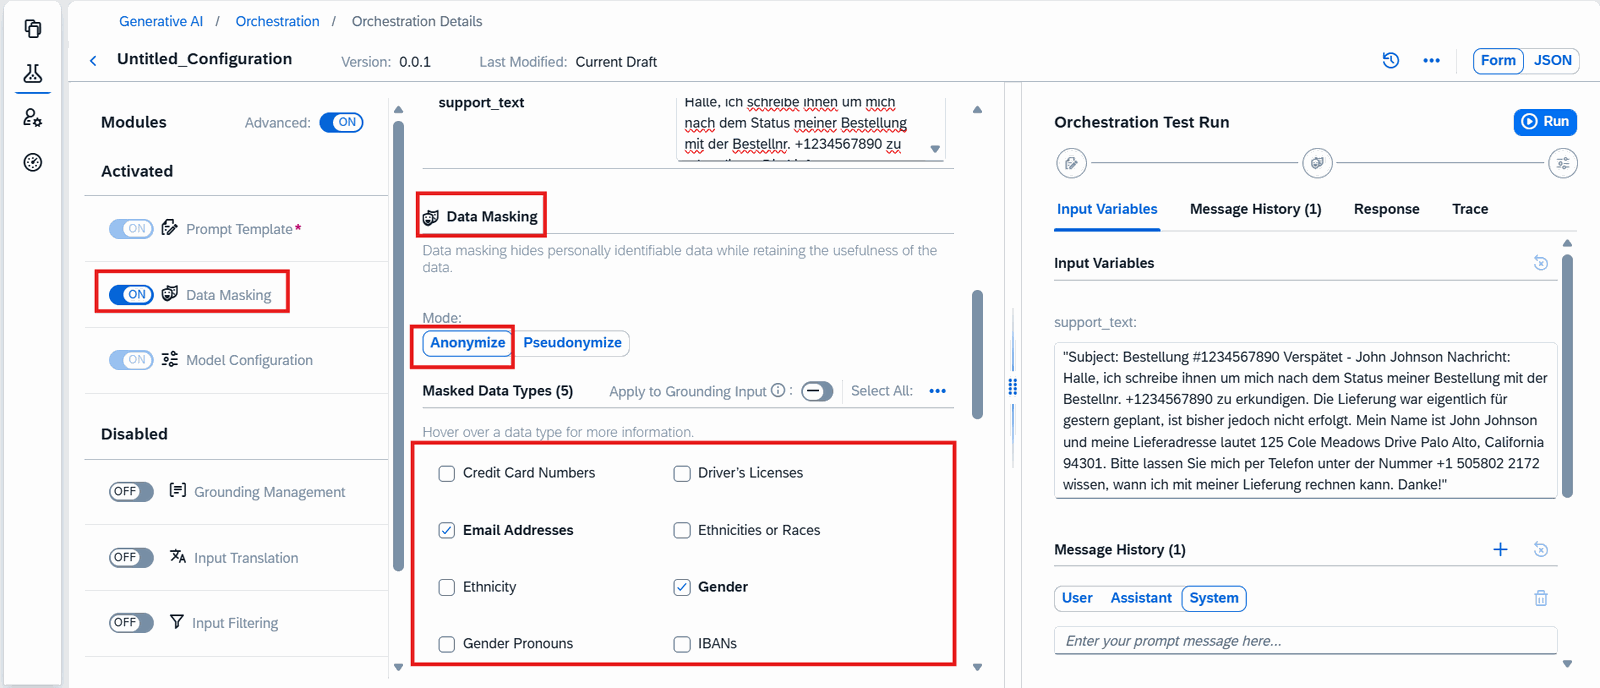 Generative AI / Orchestration / Orchestration Details
Untitled_Configuration
Version: 0.0.1
Last Modified: Current Draft
Form
JSON
Modules
Advanced:
ON
Activated
ON
Prompt Template*
ON
Data Masking
ON
Model Configuration
Disabled
OFF
Grounding Management
OFF
Input Translation
OFF
Input Filtering
support_text
Halle, ich schreibe ihnen um mich
nach dem Status meiner Bestellung
mit der Bestellnr. +1234567890 zu
Data Masking
Data masking hides personally identifiable data while retaining the usefulness of the
data.
Mode:
Anonymize
Pseudonymize
Masked Data Types (5)
Apply to Grounding Input :
Select All:
Hover over a data type for more information.
Credit Card Numbers
Driver's Licenses
Email Addresses
Ethnicities or Races
Ethnicity
Gender
Gender Pronouns
IBANs
Orchestration Test Run
Run
Input Variables
Message History (1)
Response
Trace
Input Variables
support_text:
"Subject: Bestellung #1234567890 Verspätet - John Johnson Nachricht:
Halle, ich schreibe ihnen um mich nach dem Status meiner Bestellung mit der
Bestellnr. +1234567890 zu erkundigen. Die Lieferung war eigentlich für
gestern geplant, ist bisher jedoch nicht erfolgt. Mein Name ist John Johnson
und meine Lieferadresse lautet 125 Cole Meadows Drive Palo Alto, California
94301. Bitte lassen Sie mich per Telefon unter der Nummer +1 505802 2172
wissen, wann ich mit meiner Lieferung rechnen kann. Danke!"
Message History (1)
User
Assistant
System
Enter your prompt message here...